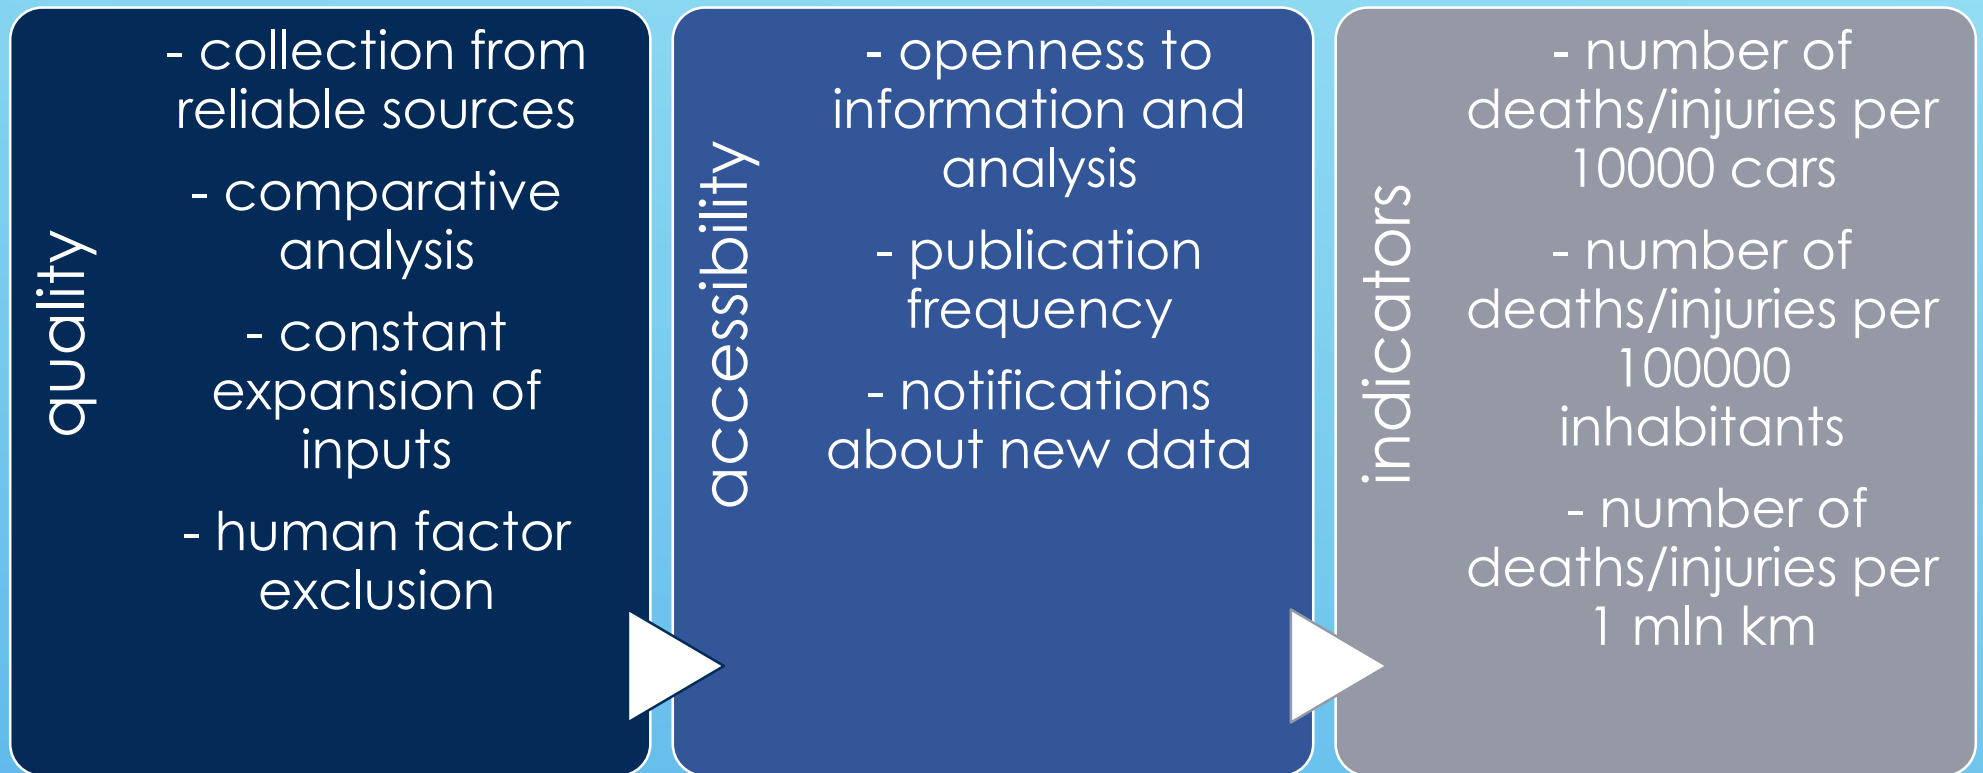 quality
- collection from
reliable sources
- comparative
analysis
- constant
expansion of
inputs
- human factor
exclusion
accessibility
- openness to
information and
analysis
- publication
frequency
- notifications
about new data
indicators
- number of
deaths/injuries per
10000 cars
- number of
deaths/injuries per
100000
inhabitants
- number of
deaths/injuries per
1 mln km